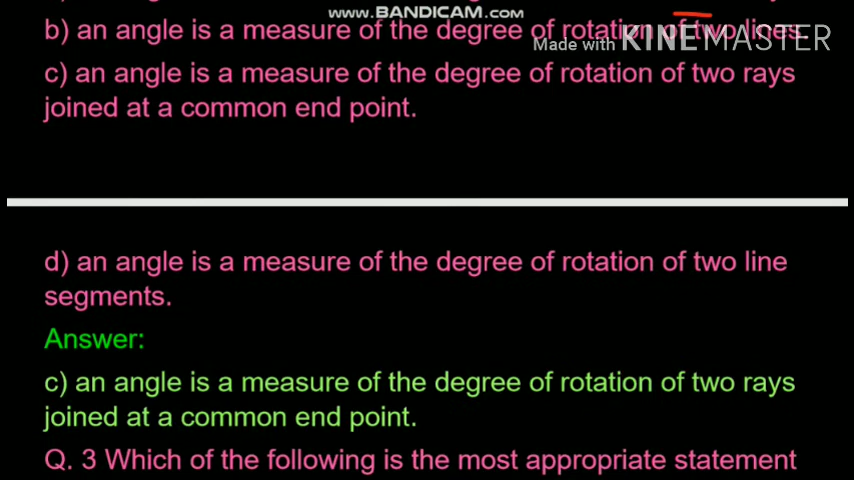 www.BANDICAM.com
b) an angle is a measure of the degree of rotation of two lines.
Made with KINEMASTER
c) an angle is a measure of the degree of rotation of two rays
joined at a common end point.
d) an angle is a measure of the degree of rotation of two line
segments.
Answer:
c) an angle is a measure of the degree of rotation of two rays
joined at a common end point.
Q. 3 Which of the following is the most appropriate statement